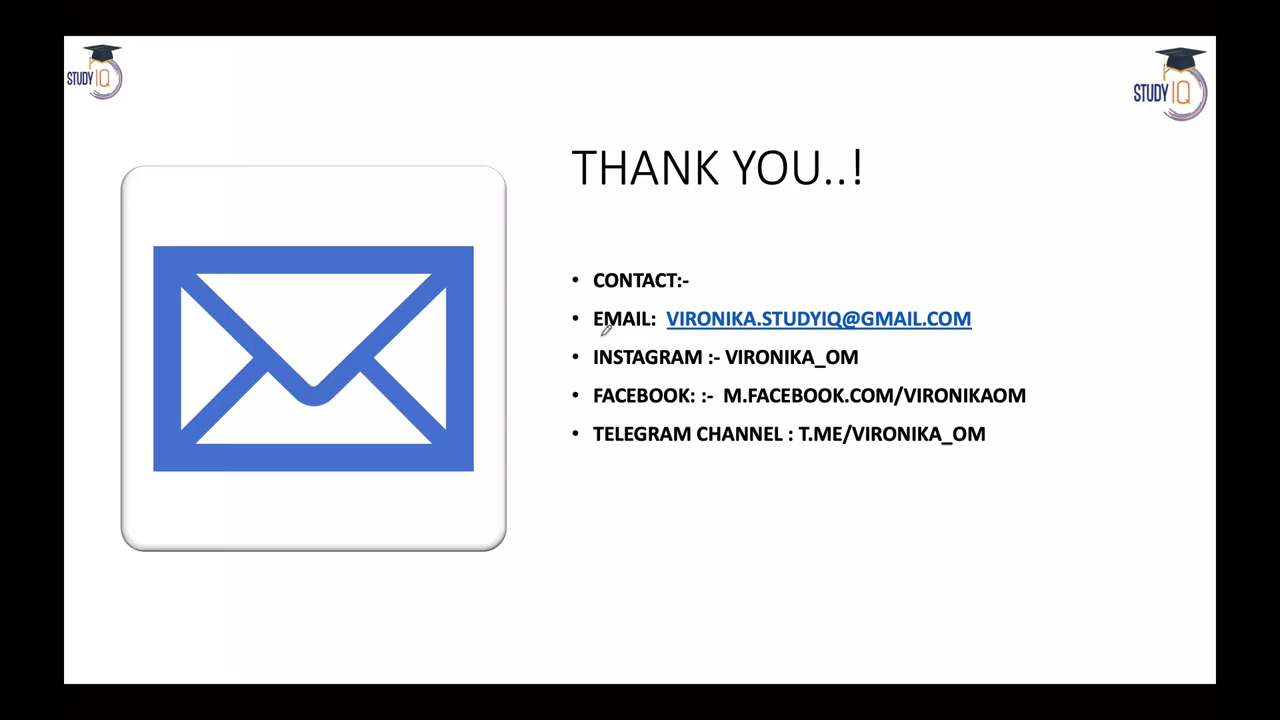 STUDY IQ
STUDY IQ
THANK YOU..!
• CONTACT:-
• EMAIL: VIRONIKA.STUDYIQ@GMAIL.COM
• INSTAGRAM :- VIRONIKA_OM
• FACEBOOK: :- M.FACEBOOK.COM/VIRONIKAOM
• TELEGRAM CHANNEL : T.ME/VIRONIKA_OM